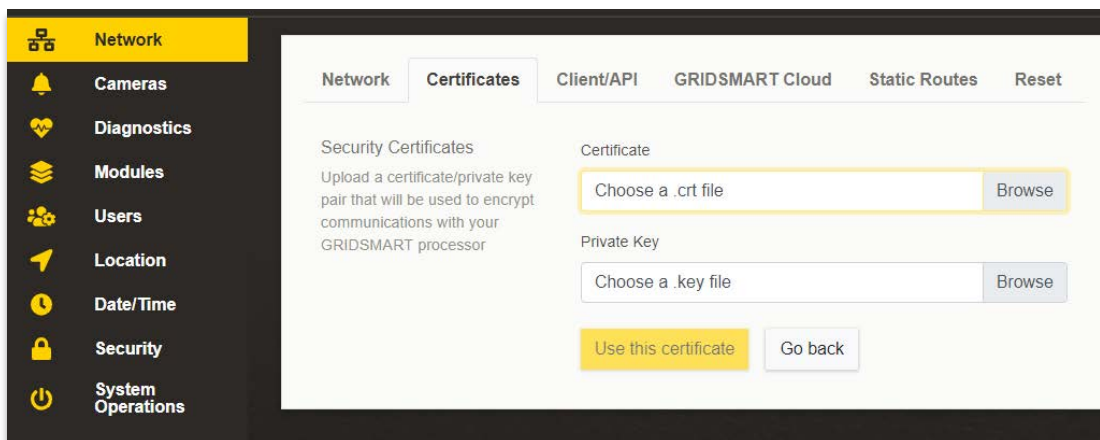 Network
Cameras
Diagnostics
Modules
Users
Location
Date/Time
Security
System
Operations
Network Certificates Client/API GRIDSMART Cloud Static Routes Reset
Security Certificates
Upload a certificate/private key
pair that will be used to encrypt
communications with your
GRIDSMART processor
Certificate
Choose a .crt file Browse
Private Key
Choose a .key file Browse
Use this certificate Go back